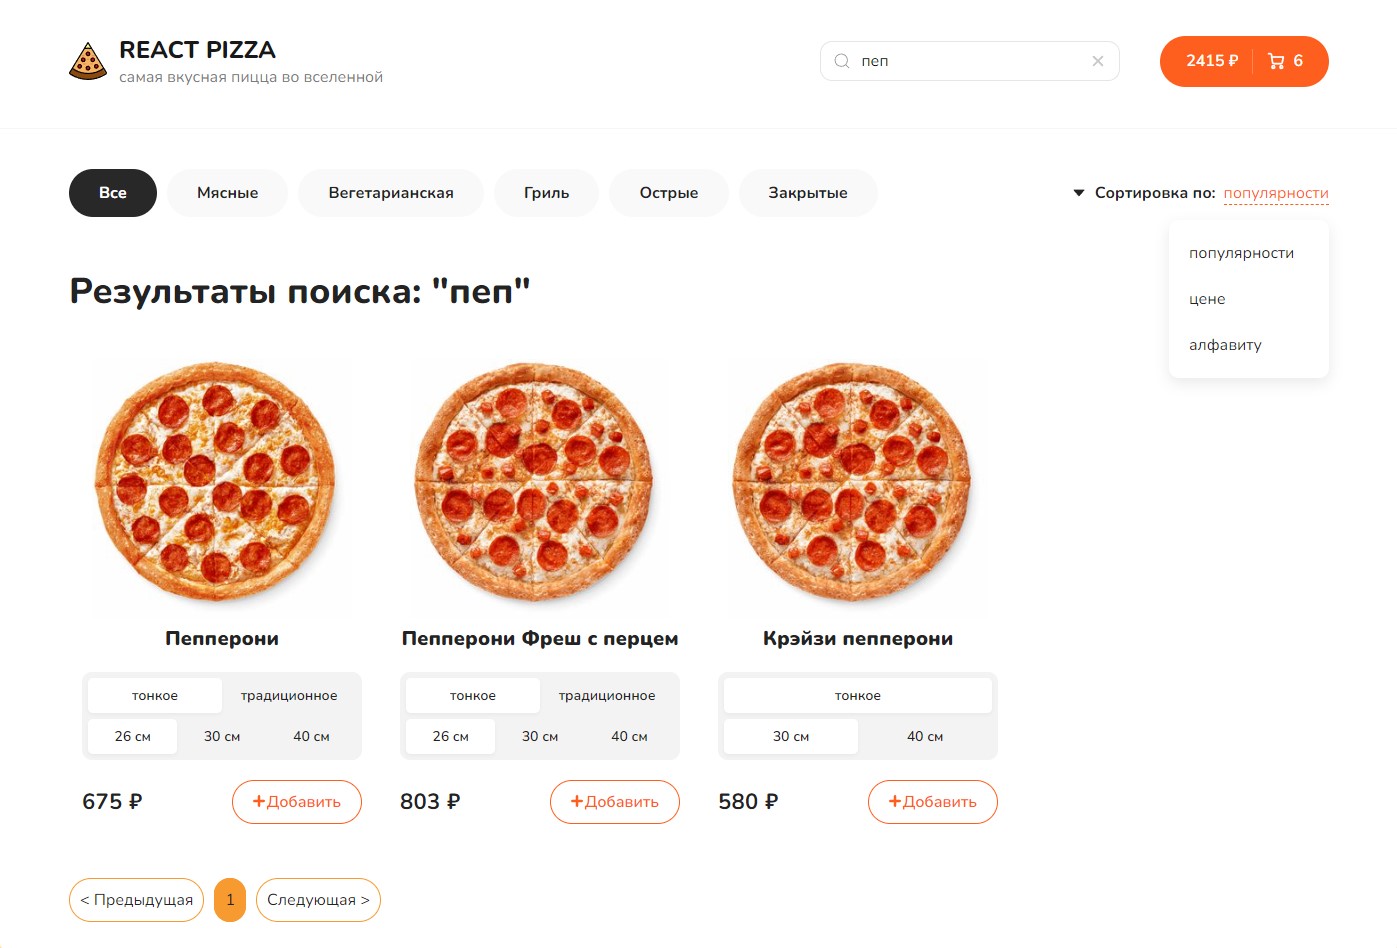 REACT PIZZA
самая вкусная пицца во вселенной
пеп
2415 ₽ 6
Все Мясные Вегетарианская Гриль Острые Закрытые
Сортировка по: популярности
популярности
цене
алфавиту
Результаты поиска: "пеп"
Пепперони
тонкое традиционное
26 см 30 см 40 см
675 ₽ +Добавить
Пепперони Фреш с перцем
тонкое традиционное
26 см 30 см 40 см
803 ₽ +Добавить
Крэйзи пепперони
тонкое
30 см 40 см
580 ₽ +Добавить
< Предыдущая 1 Следующая >